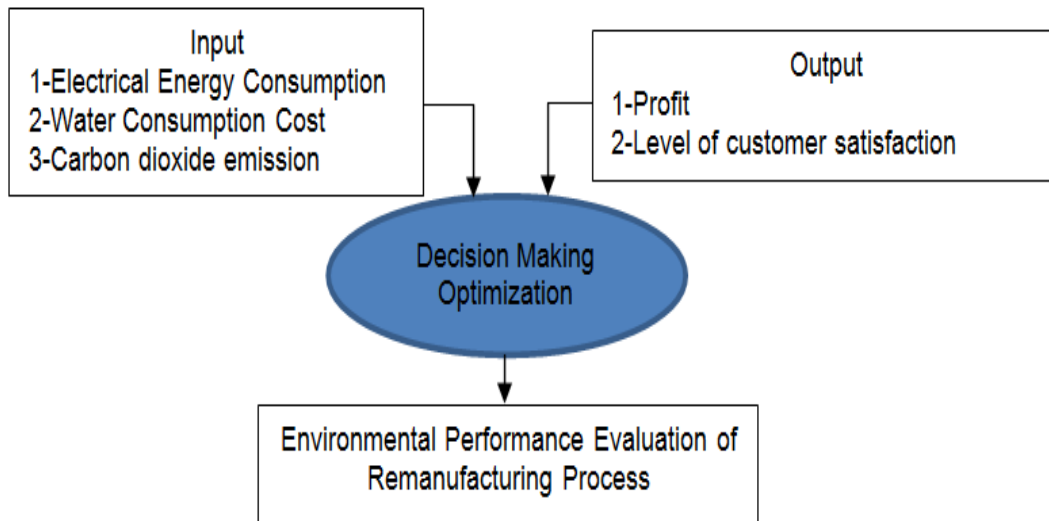 Input
1-Electrical Energy Consumption
2-Water Consumption Cost
3-Carbon dioxide emission
Output
1-Profit
2-Level of customer satisfaction
Decision Making
Optimization
Environmental Performance Evaluation of
Remanufacturing Process